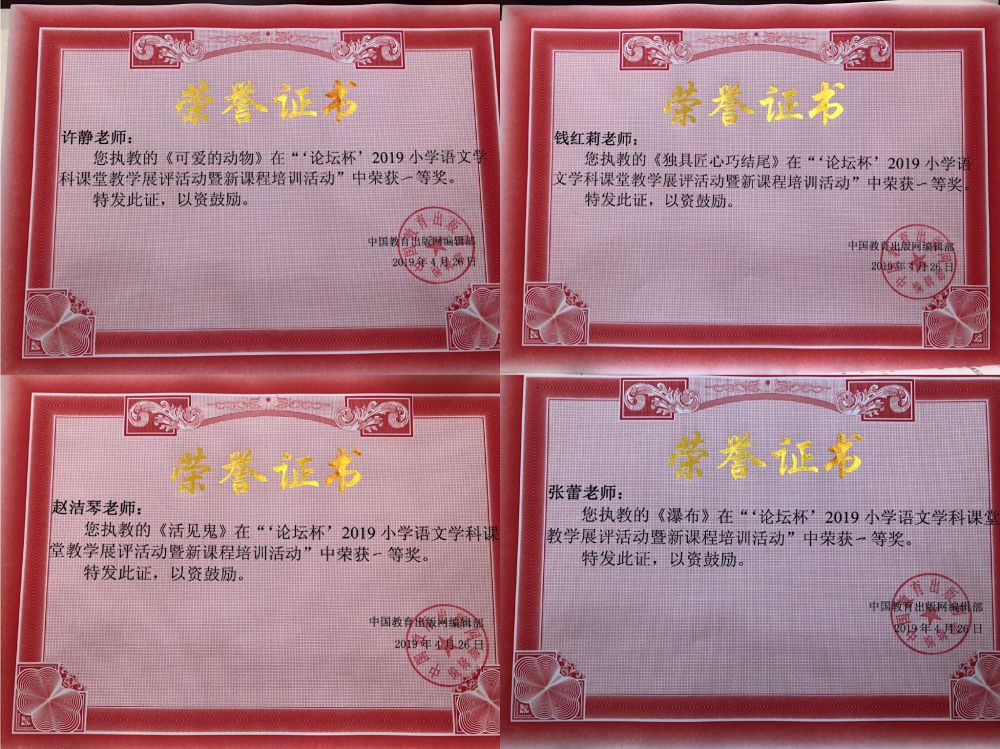 荣誉证书
许静老师：
您执教的《可爱的动物》在“‘论坛杯’2019小学语文学
科课堂教学展评活动暨新课程培训活动”中荣获一等奖。
特发此证，以资鼓励。
中国教育出版网编辑部
2019年4月26日
荣誉证书
钱红莉老师：
您执教的《独具匠心巧结尾》在“‘论坛杯’2019小学语
文学科课堂教学展评活动暨新课程培训活动”中荣获一等奖。
特发此证，以资鼓励。
中国教育出版网编辑部
2019年4月26日
荣誉证书
赵洁琴老师：
您执教的《活见鬼》在“‘论坛杯’2019小学语文学科课
堂教学展评活动暨新课程培训活动”中荣获一等奖。
特发此证，以资鼓励。
中国教育出版网编辑部
2019年4月26日
荣誉证书
张蕾老师：
您执教的《瀑布》在“‘论坛杯’2019小学语文学科课堂
教学展评活动暨新课程培训活动”中荣获一等奖。
特发此证，以资鼓励。
中国教育出版网编辑部
2019年4月26日